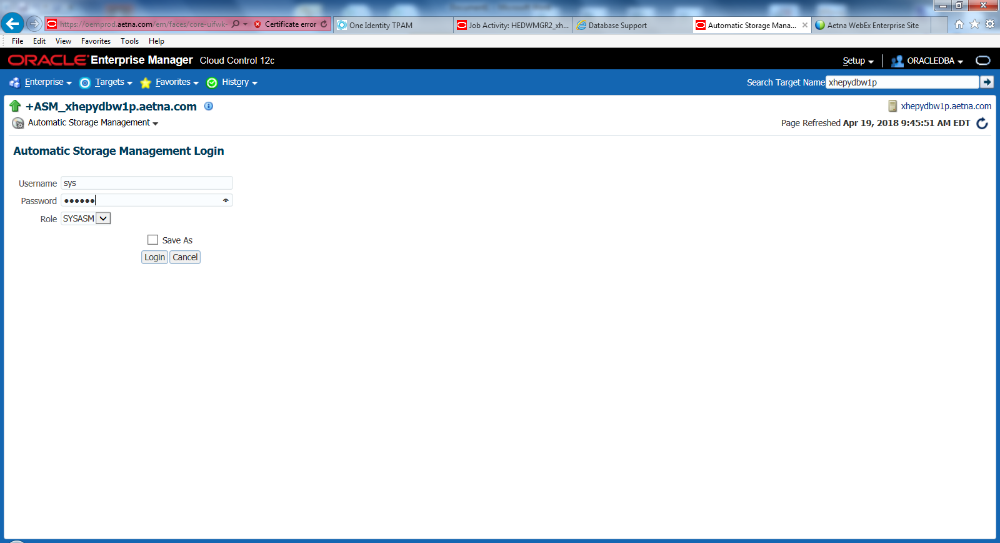 https://oemprod.aetna.com/em/faces/core-uifwk-
Certificate error
One Identity TPAM
Job Activity: HEDWMGR2_xh...
Database Support
Automatic Storage Mana...
Aetna WebEx Enterprise Site
File Edit View Favorites Tools Help
ORACLE Enterprise Manager Cloud Control 12c
Setup
ORACLEDBA
Enterprise Targets Favorites History
Search Target Name xhepydbw1p
+ASM_xhepydbw1p.aetna.com
xhepydbw1p.aetna.com
Automatic Storage Management
Page Refreshed Apr 19, 2018 9:45:51 AM EDT
Automatic Storage Management Login
Username sys
Password ••••••
Role SYSASM
Save As
Login Cancel